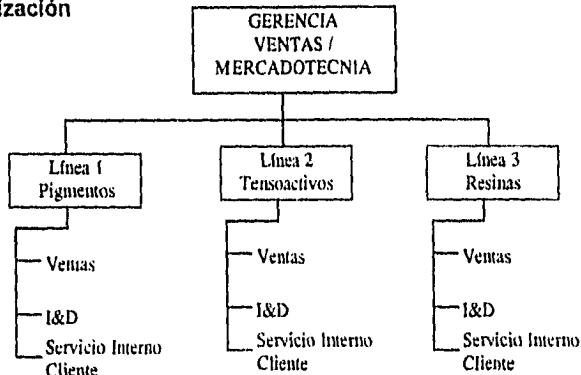 ización
GERENCIA
VENTAS /
MERCADOTECNIA
Línea 1
Pigmentos
Línea 2
Tensoactivos
Línea 3
Resinas
Ventas
I&D
Servicio Interno
Cliente
Ventas
I&D
Servicio Interno
Cliente
Ventas
I&D
Servicio Interno
Cliente